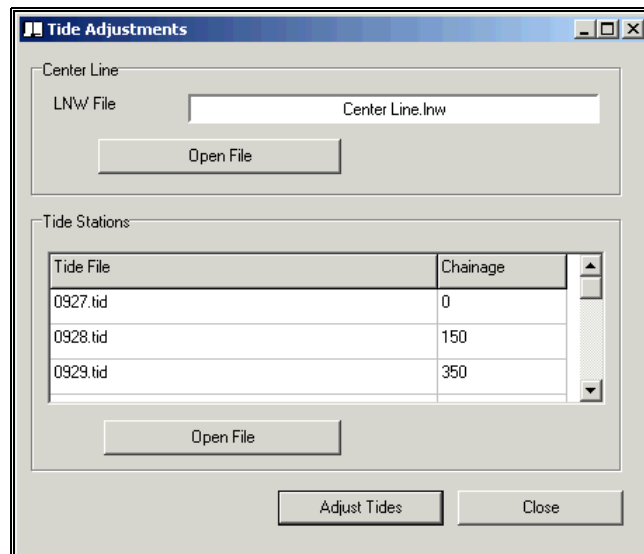 Tide Adjustments
Center Line
LNW File Center Line.lnw
Open File
Tide Stations
Tide File Chainage
0927.tid 0
0928.tid 150
0929.tid 350
Open File
Adjust Tides Close